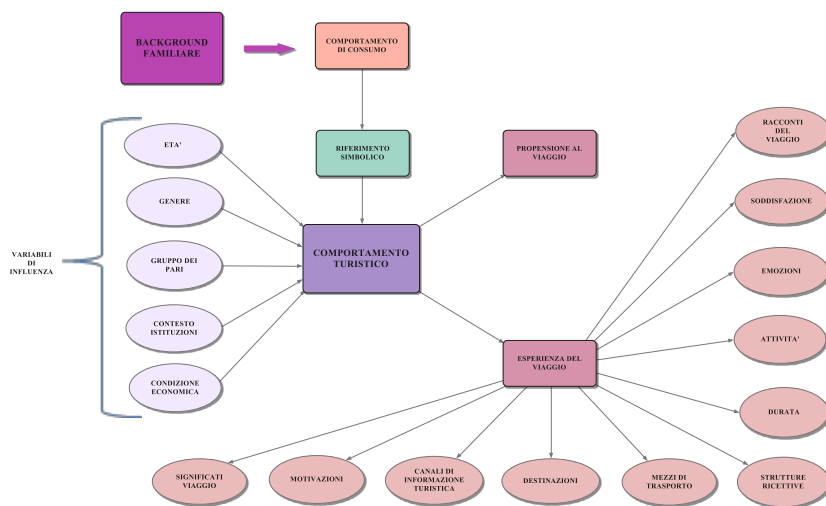 BACKGROUND
FAMILIARE
COMPORTAMENTO
DI CONSUMO
RIFERIMENTO
SIMBOLICO
PROPENSIONE AL
VIAGGIO
COMPORTAMENTO
TURISTICO
VARIABILI
DI
INFLUENZA
ETA'
GENERE
GRUPPO DEI
PARI
CONTESTO
ISTITUZIONI
CONDIZIONE
ECONOMICA
ESPERIENZA DEL
VIAGGIO
RACCONTI
DEL
VIAGGIO
SODDISFAZIONE
EMOZIONI
ATTIVITA'
DURATA
SIGNIFICATI
VIAGGIO
MOTIVAZIONI
CANALI DI
INFORMAZIONE
TURISTICA
DESTINAZIONI
MEZZI DI
TRASPORTO
STRUTTURE
RICETTIVE